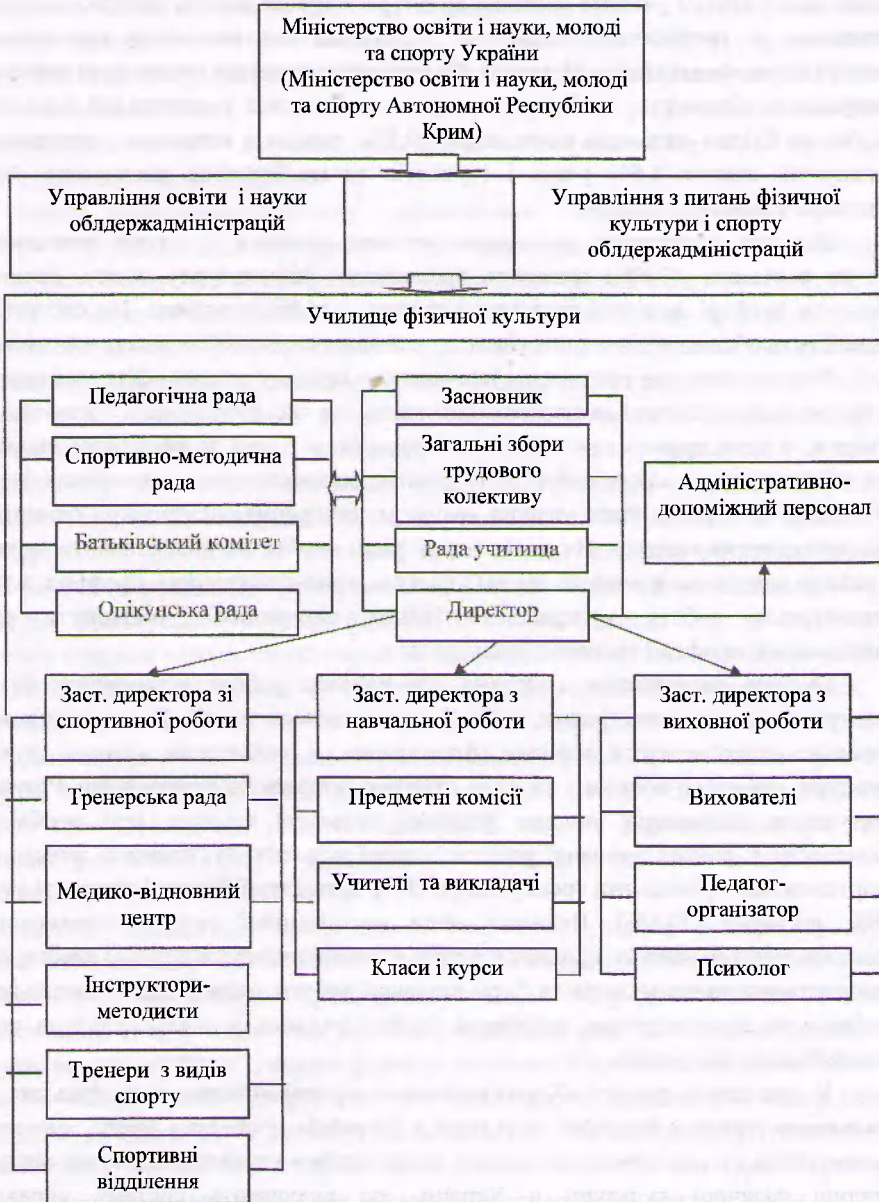 Міністерство освіти і науки, молоді
та спорту України
(Міністерство освіти і науки, молоді
та спорту Автономної Республіки
Крим)
Управління освіти і науки
облдержадміністрацій
Управління з питань фізичної
культури і спорту
облдержадміністрацій
Училище фізичної культури
Педагогічна рада
Спортивно-методична
рада
Батьківський комітет
Опікунська рада
Засновник
Загальні збори
трудового
колективу
Рада училища
Директор
Адміністративно-
допоміжний персонал
Заст. директора зі
спортивної роботи
Тренерська рада
Медико-відновний
центр
Інструктори-
методисти
Тренери з видів
спорту
Спортивні
відділення
Заст. директора з
навчальної роботи
Предметні комісії
Учителі та викладачі
Класи і курси
Заст. директора з
виховної роботи
Вихователі
Педагог-
організатор
Психолог